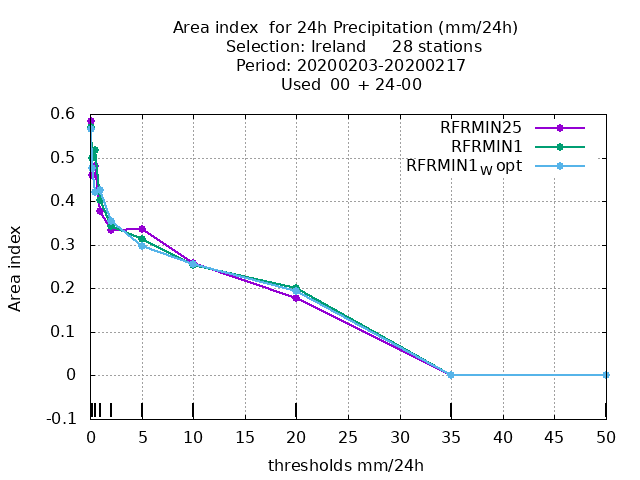 Area index  for 24h Precipitation (mm/24h)
Selection: Ireland     28 stations
Period: 20200203-20200217
Used  00 + 24-00
RFRMIN25
RFRMIN1
RFRMIN1W opt
Area index
0.6
0.5
0.4
0.3
0.2
0.1
0
-0.1
0 5 10 15 20 25 30 35 40 45 50
thresholds mm/24h